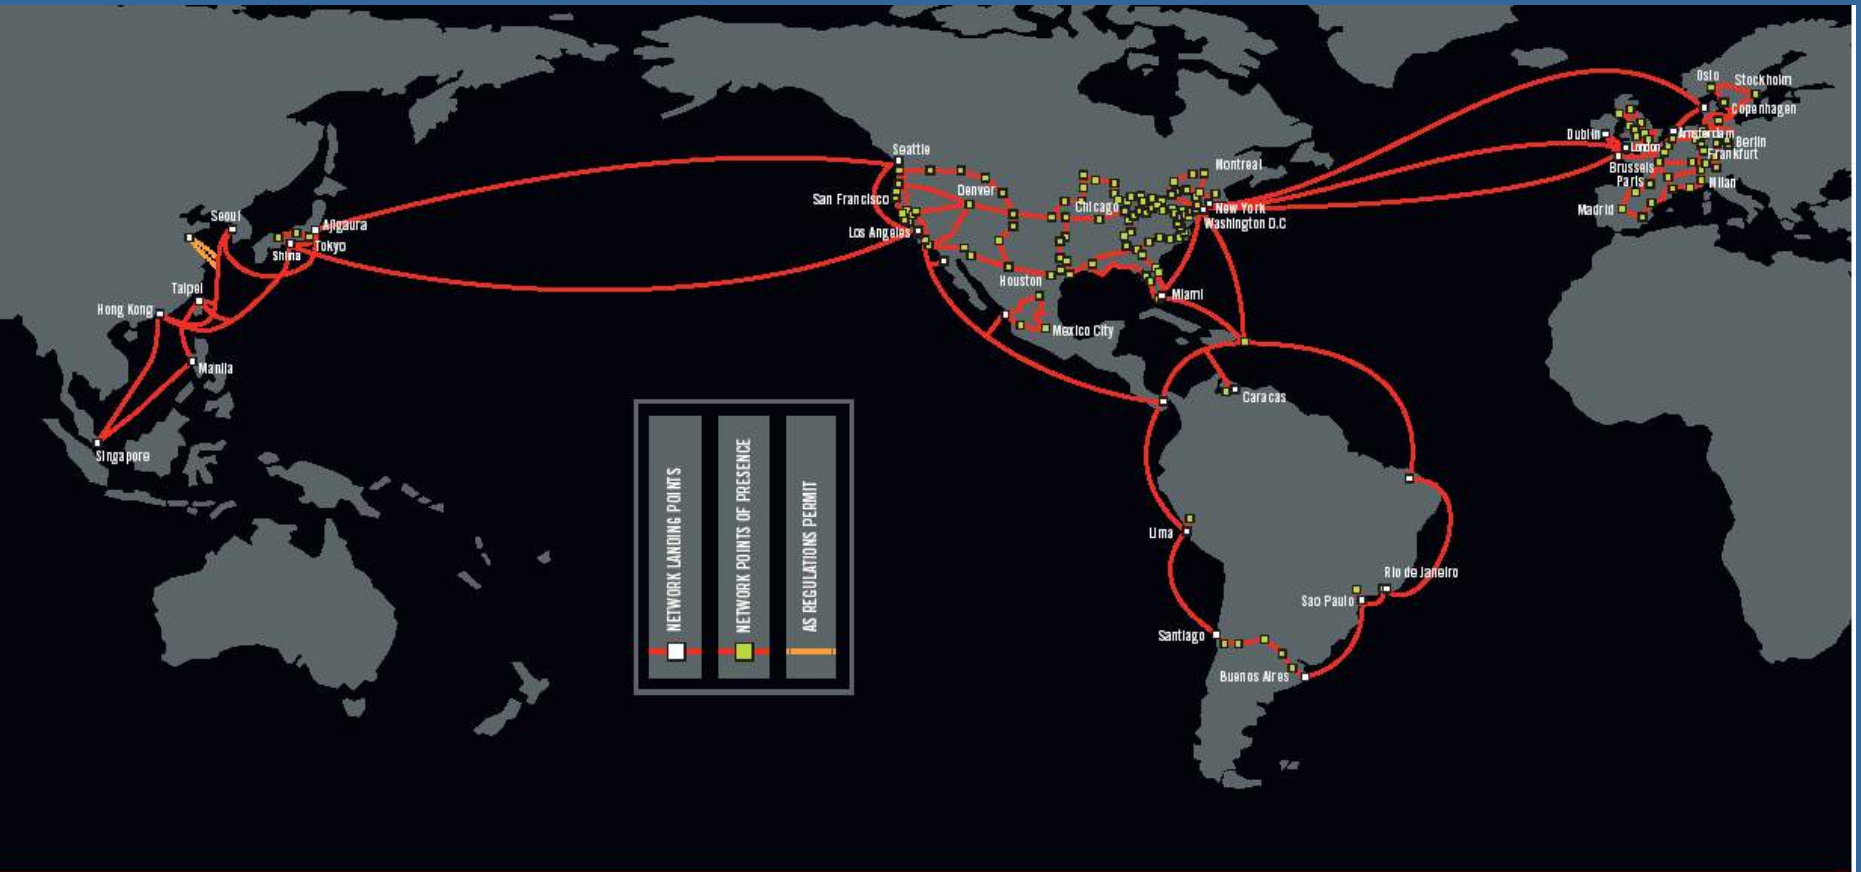 Oslo
Stockholm
Copenhagen
Dublin
Amsterdam
London
Berlin
Brussels
Frankfurt
Paris
Milan
Madrid
Seattle
Montreal
Denver
San Francisco
Chicago
New York
Washington D.C
Los Angeles
Houston
Miami
Mexico City
Seoul
Ajigaura
Tokyo
Shima
Taipei
Hong Kong
Manila
Singapore
Caracas
Lima
Rio de Janeiro
Sao Paulo
Santiago
Buenos Aires
NETWORK LANDING POINTS
NETWORK POINTS OF PRESENCE
AS REGULATIONS PERMIT